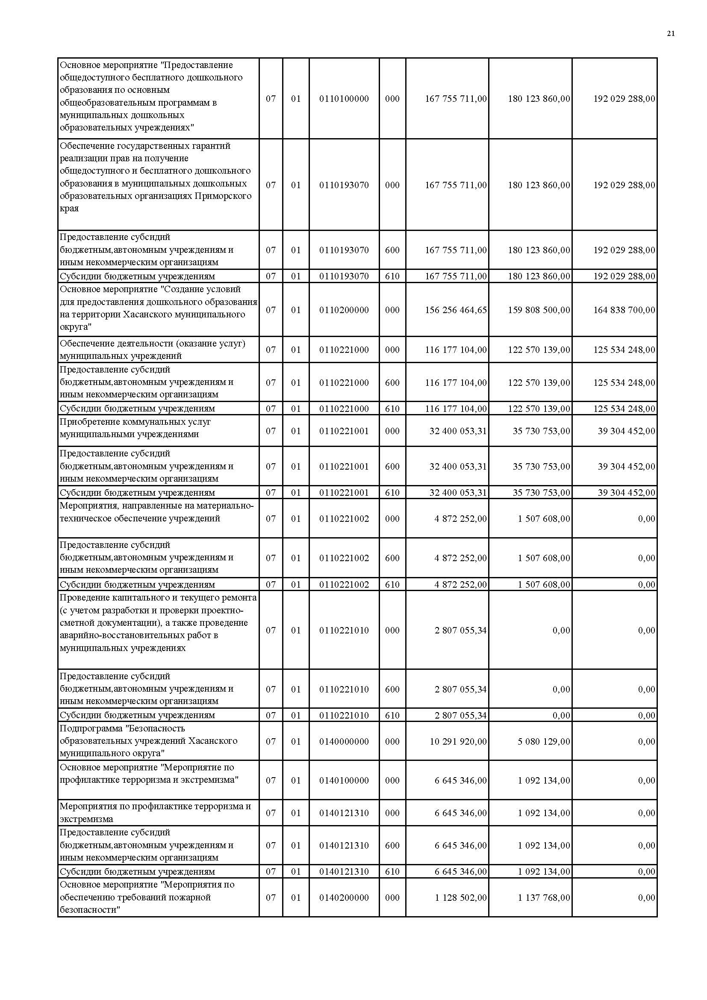 21
Основное мероприятие "Предоставление
общедоступного бесплатного дошкольного
образования по основным
общеобразовательным программам в
муниципальных дошкольных
образовательных учреждениях"
07 01 0110100000 000 167 755 711,00 180 123 860,00 192 029 288,00
Обеспечение государственных гарантий
реализации прав на получение
общедоступного и бесплатного дошкольного
образования в муниципальных дошкольных
образовательных организациях Приморского
края
07 01 0110193070 000 167 755 711,00 180 123 860,00 192 029 288,00
Предоставление субсидий
бюджетным,автономным учреждениям и
иным некоммерческим организациям
07 01 0110193070 600 167 755 711,00 180 123 860,00 192 029 288,00
Субсидии бюджетным учреждениям 07 01 0110193070 610 167 755 711,00 180 123 860,00 192 029 288,00
Основное мероприятие "Создание условий
для предоставления дошкольного образования
на территории Хасанского муниципального
округа"
07 01 0110200000 000 156 256 464,65 159 808 500,00 164 838 700,00
Обеспечение деятельности (оказание услуг)
муниципальных учреждений
07 01 0110221000 000 116 177 104,00 122 570 139,00 125 534 248,00
Предоставление субсидий
бюджетным,автономным учреждениям и
иным некоммерческим организациям
07 01 0110221000 600 116 177 104,00 122 570 139,00 125 534 248,00
Субсидии бюджетным учреждениям 07 01 0110221000 610 116 177 104,00 122 570 139,00 125 534 248,00
Приобретение коммунальных услуг
муниципальными учреждениями
07 01 0110221001 000 32 400 053,31 35 730 753,00 39 304 452,00
Предоставление субсидий
бюджетным,автономным учреждениям и
иным некоммерческим организациям
07 01 0110221001 600 32 400 053,31 35 730 753,00 39 304 452,00
Субсидии бюджетным учреждениям 07 01 0110221001 610 32 400 053,31 35 730 753,00 39 304 452,00
Мероприятия, направленные на материально-
техническое обеспечение учреждений
07 01 0110221002 000 4 872 252,00 1 507 608,00 0,00
Предоставление субсидий
бюджетным,автономным учреждениям и
иным некоммерческим организациям
07 01 0110221002 600 4 872 252,00 1 507 608,00 0,00
Субсидии бюджетным учреждениям 07 01 0110221002 610 4 872 252,00 1 507 608,00 0,00
Проведение капитального и текущего ремонта
(с учетом разработки и проверки проектно-
сметной документации), а также проведение
аварийно-восстановительных работ в
муниципальных учреждениях
07 01 0110221010 000 2 807 055,34 0,00 0,00
Предоставление субсидий
бюджетным,автономным учреждениям и
иным некоммерческим организациям
07 01 0110221010 600 2 807 055,34 0,00 0,00
Субсидии бюджетным учреждениям 07 01 0110221010 610 2 807 055,34 0,00 0,00
Подпрограмма "Безопасность
образовательных учреждений Хасанского
муниципального округа"
07 01 0140000000 000 10 291 920,00 5 080 129,00 0,00
Основное мероприятие "Мероприятие по
профилактике терроризма и экстремизма"
07 01 0140100000 000 6 645 346,00 1 092 134,00 0,00
Мероприятия по профилактике терроризма и
экстремизма
07 01 0140121310 000 6 645 346,00 1 092 134,00 0,00
Предоставление субсидий
бюджетным,автономным учреждениям и
иным некоммерческим организациям
07 01 0140121310 600 6 645 346,00 1 092 134,00 0,00
Субсидии бюджетным учреждениям 07 01 0140121310 610 6 645 346,00 1 092 134,00 0,00
Основное мероприятие "Мероприятия по
обеспечению требований пожарной
безопасности"
07 01 0140200000 000 1 128 502,00 1 137 768,00 0,00